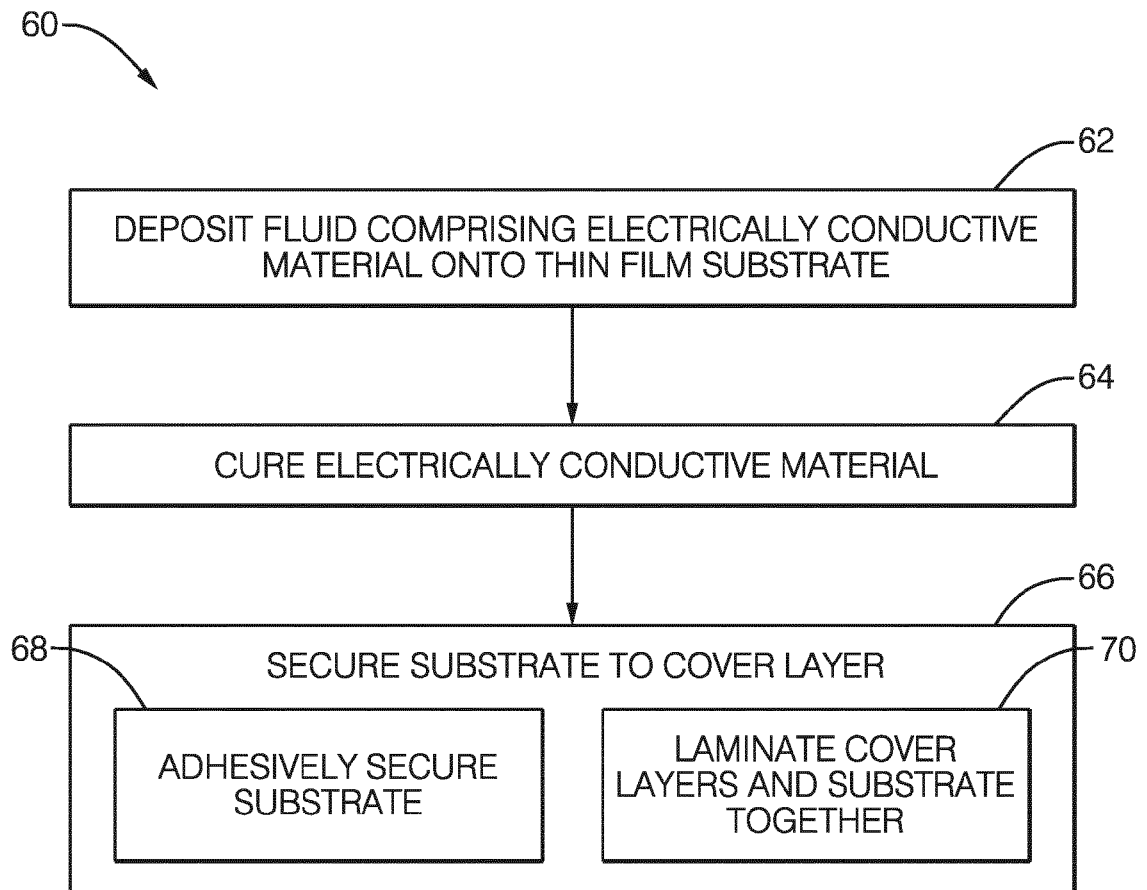 60
62
DEPOSIT FLUID COMPRISING ELECTRICALLY CONDUCTIVE
MATERIAL ONTO THIN FILM SUBSTRATE
64
CURE ELECTRICALLY CONDUCTIVE MATERIAL
66
SECURE SUBSTRATE TO COVER LAYER
68
ADHESIVELY SECURE
SUBSTRATE
70
LAMINATE COVER
LAYERS AND SUBSTRATE
TOGETHER